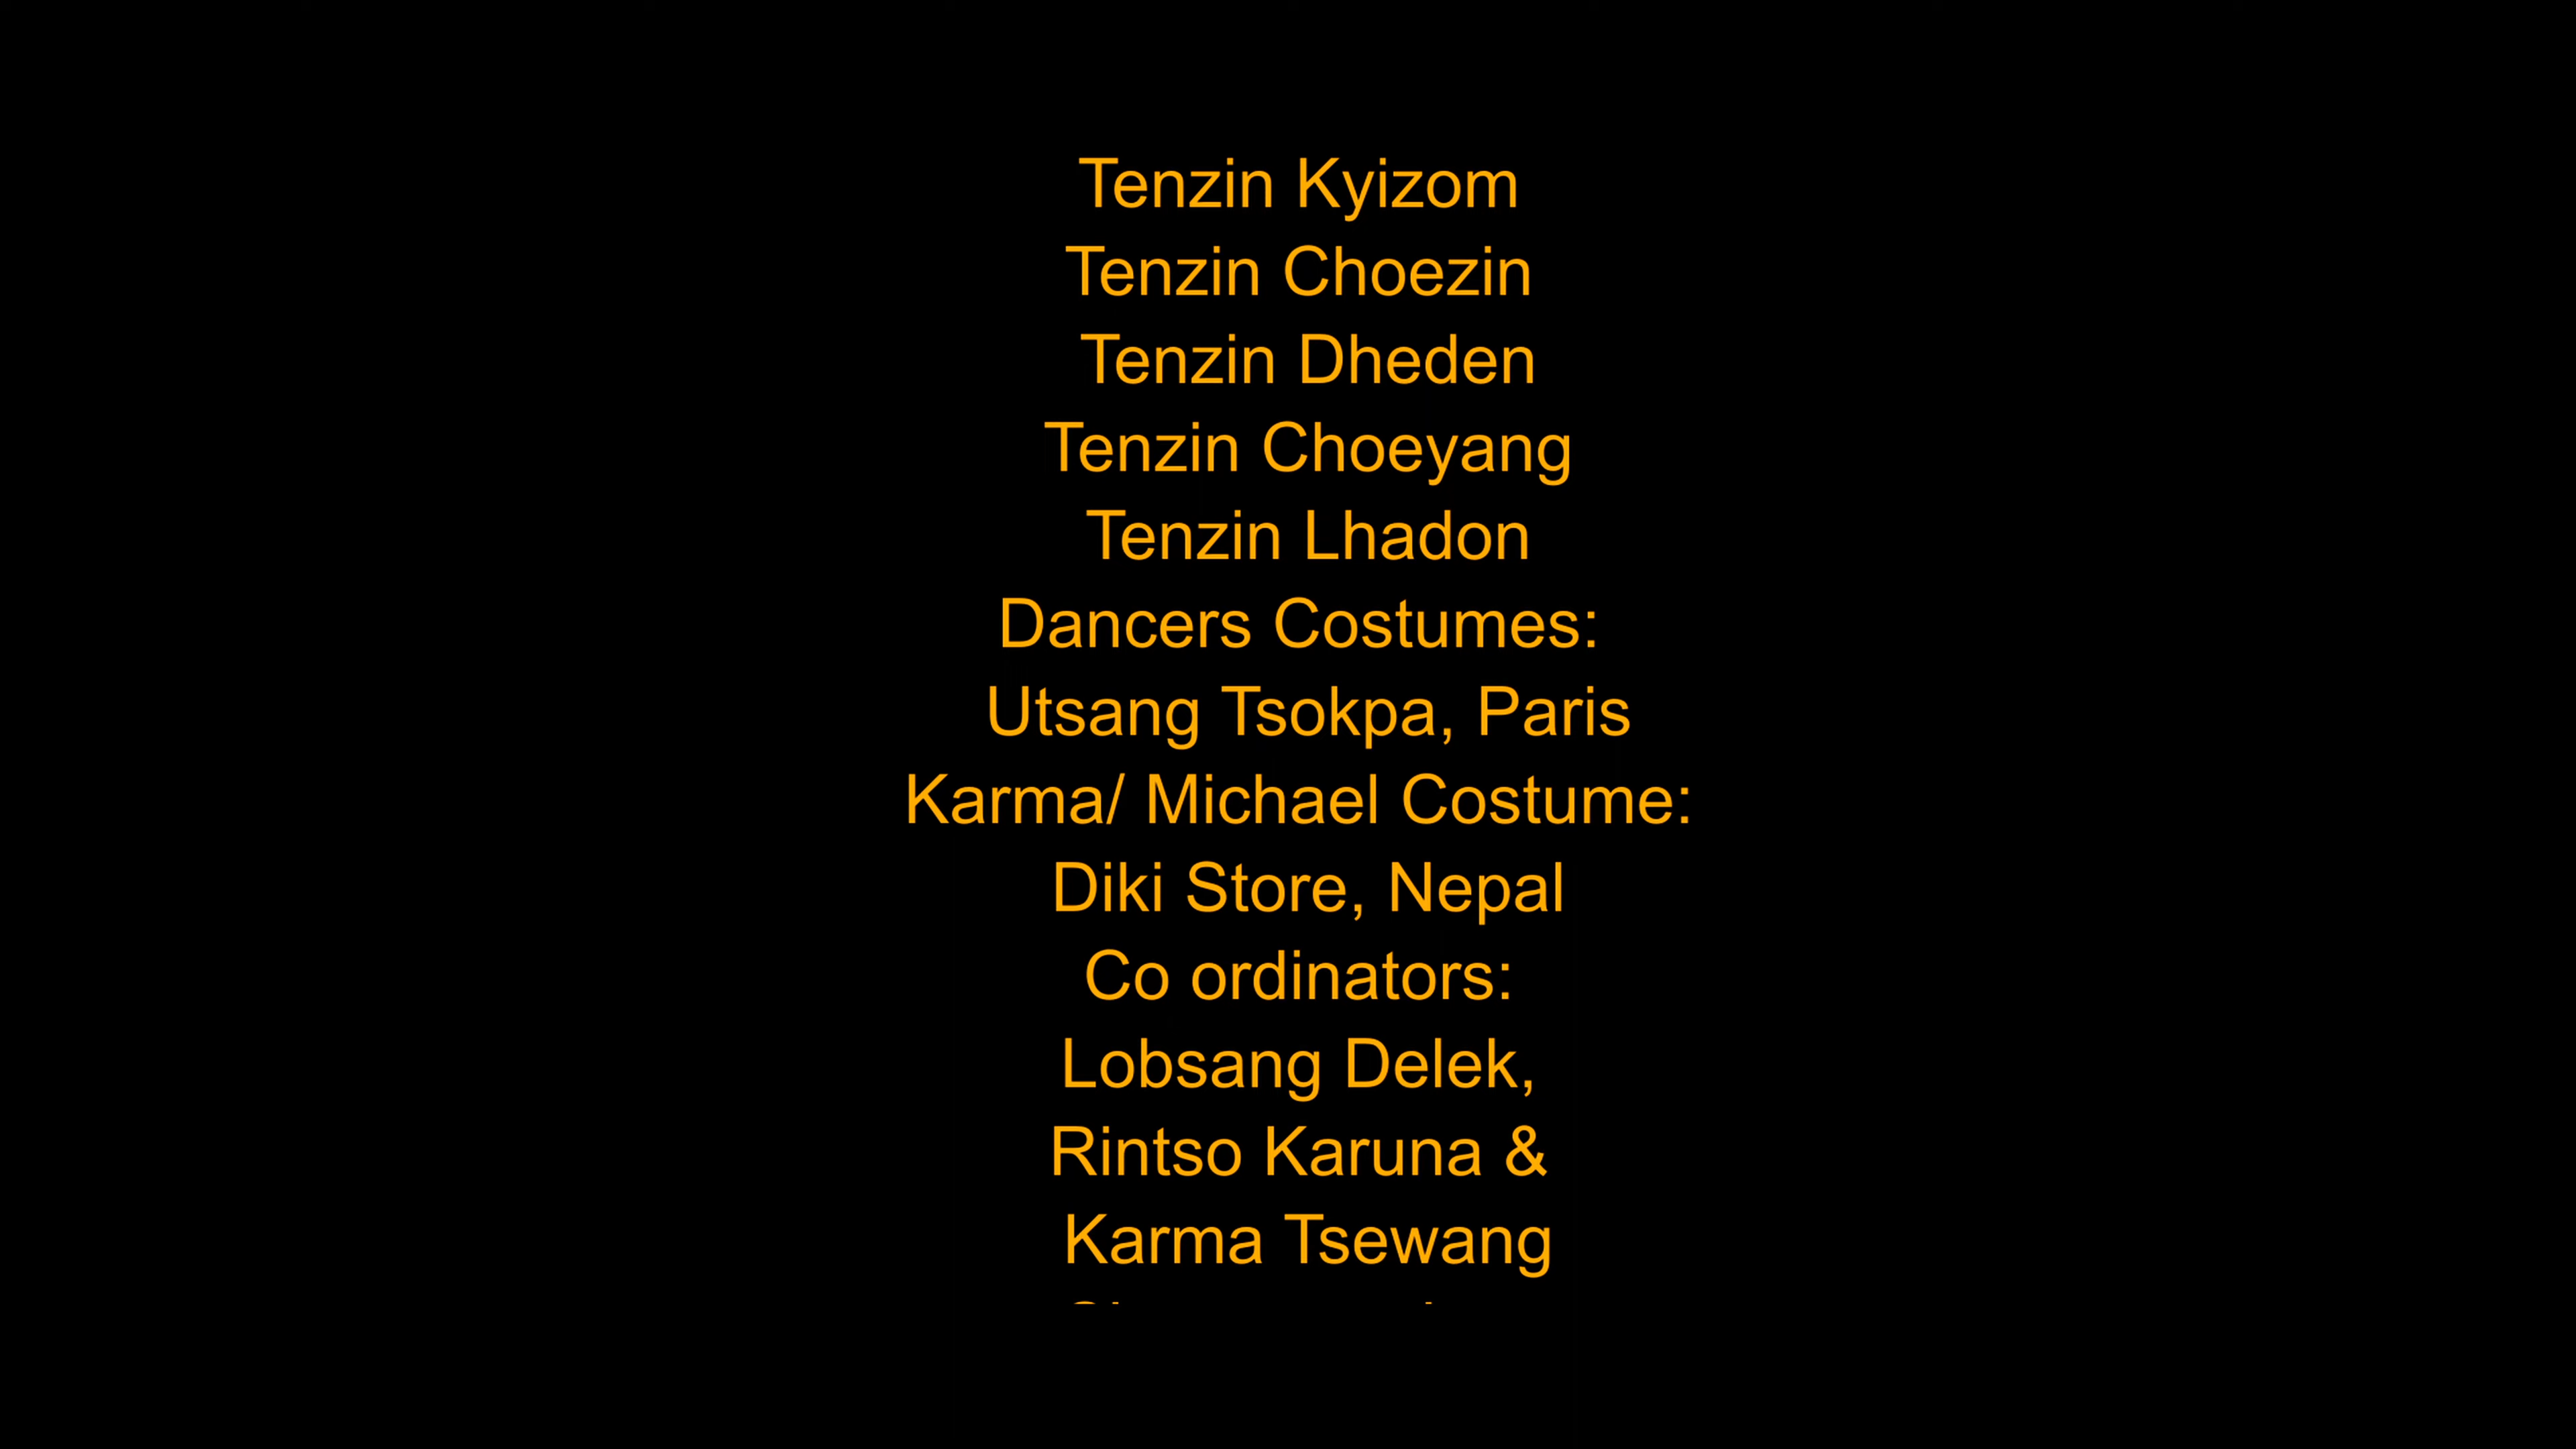 Tenzin Kyizom
Tenzin Choezin
Tenzin Dheden
Tenzin Choeyang
Tenzin Lhadon
Dancers Costumes:
Utsang Tsokpa, Paris
Karma/ Michael Costume:
Diki Store, Nepal
Co ordinators:
Lobsang Delek,
Rintso Karuna &
Karma Tsewang